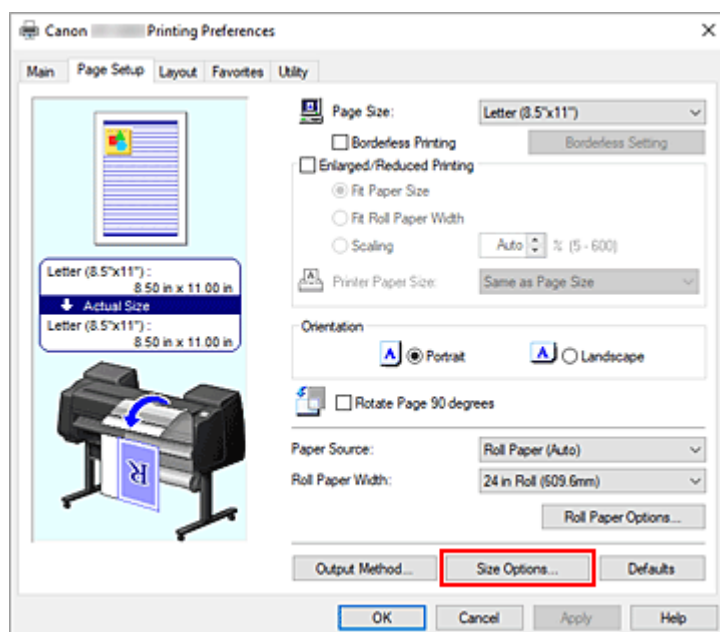 Canon Printing Preferences
Main Page Setup Layout Favorites Utility
Page Size: Letter (8.5"x11")
Borderless Printing Borderless Setting
Enlarged/Reduced Printing
Fit Paper Size
Fit Roll Paper Width
Scaling Auto % (5 - 600)
Printer Paper Size: Same as Page Size
Letter (8.5"x11") :
8.50 in x 11.00 in
Actual Size
Letter (8.5"x11") :
8.50 in x 11.00 in
Orientation
A Portrait A Landscape
Rotate Page 90 degrees
R
Paper Source: Roll Paper (Auto)
Roll Paper Width: 24 in Roll (609.6mm)
Roll Paper Options...
Output Method... Size Options... Defaults
OK Cancel Apply Help